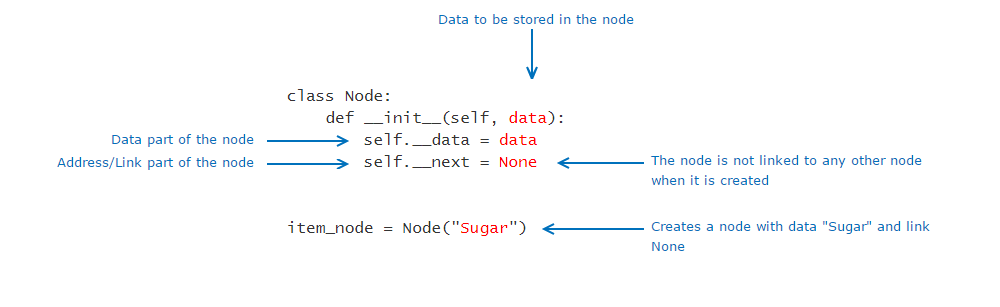 Data to be stored in the node
class Node:
def __init__(self, data):
Data part of the node
self.__data = data
Address/Link part of the node
self.__next = None
The node is not linked to any other node
when it is created
item_node = Node("Sugar")
Creates a node with data "Sugar" and link
None